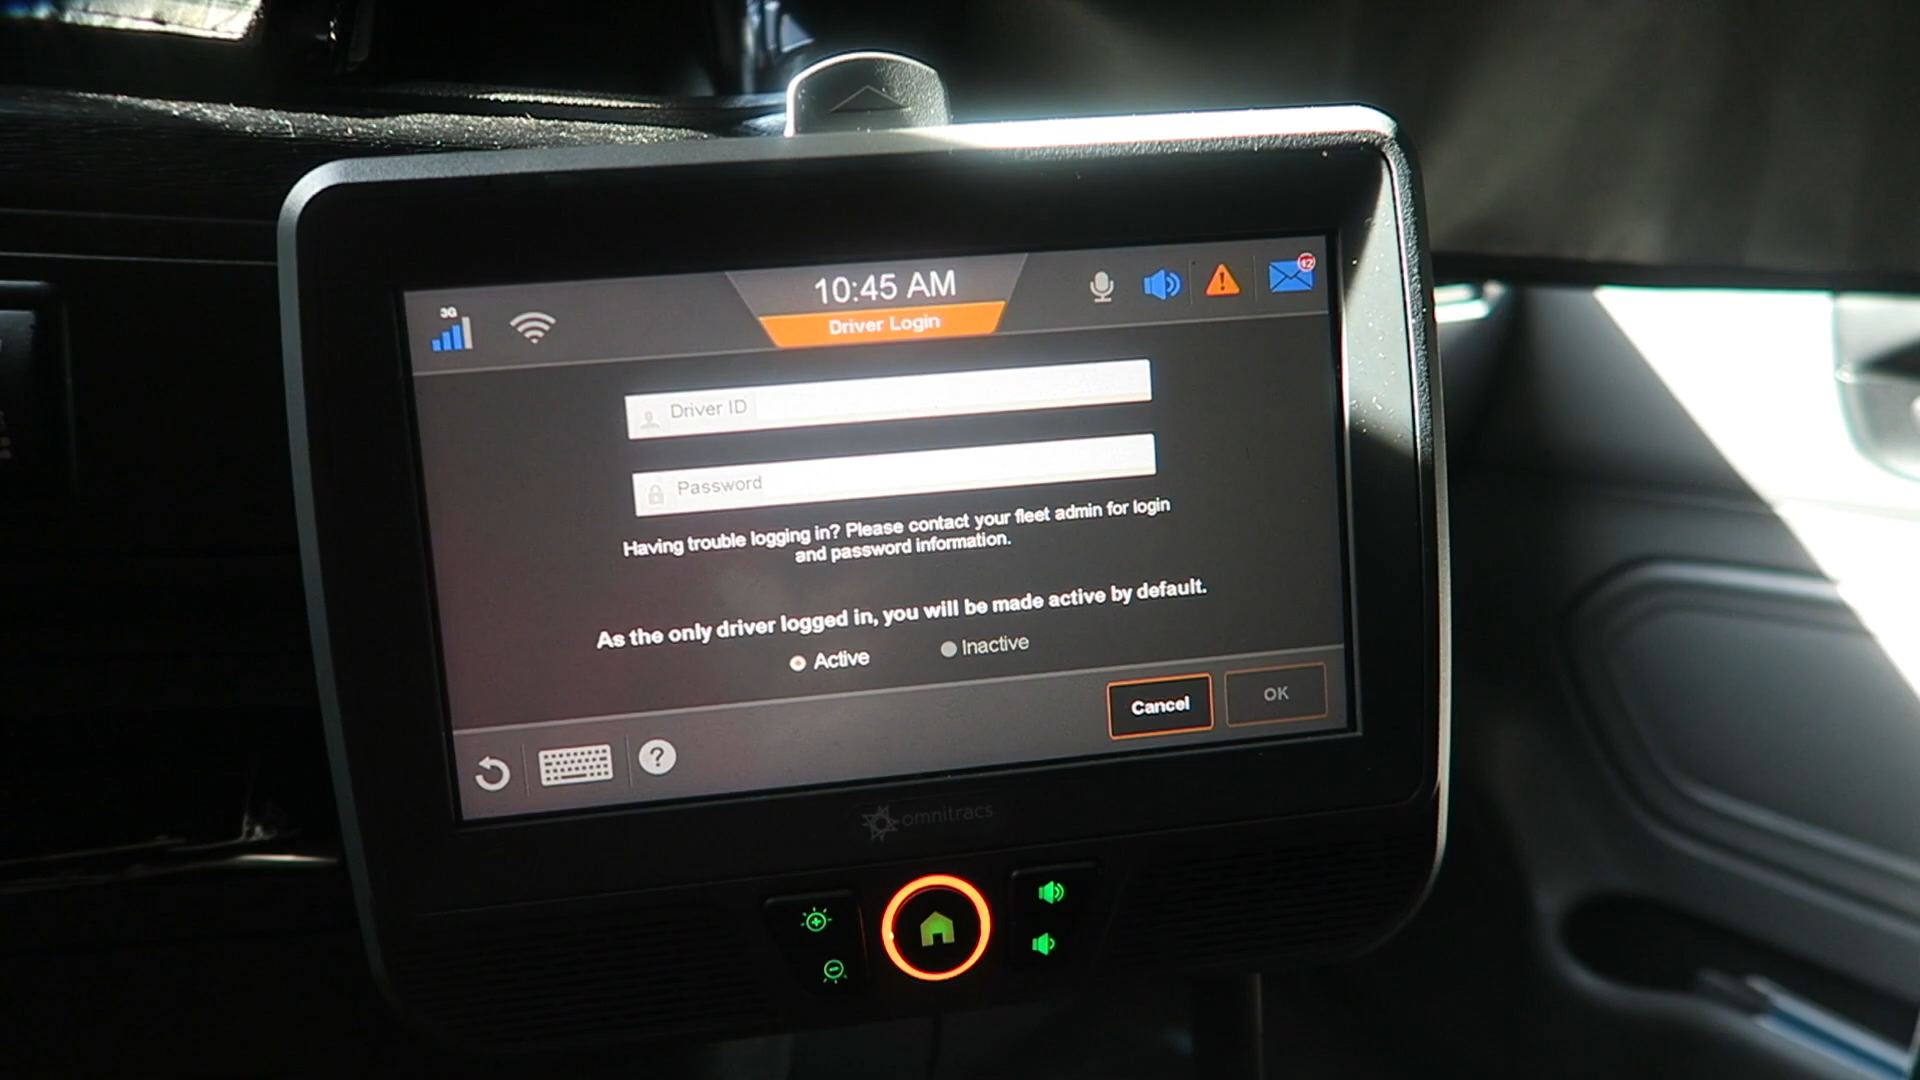 10:45 AM
3G
12
Driver Login
Driver ID
Password
Having trouble logging in? Please contact your fleet admin for login
and password information.
As the only driver logged in, you will be made active by default.
Active
Inactive
Cancel
OK
?
omnitracs